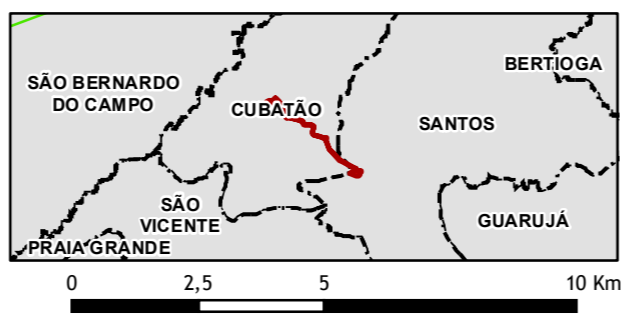 BERTIOGA
SÃO BERNARDO
DO CAMPO
CUBATÃO
SANTOS
SÃO
VICENTE
GUARUJÁ
PRAIA GRANDE
0 2,5 5 10 Km